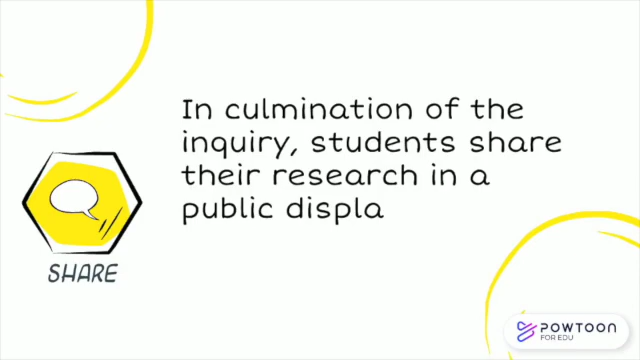 In culmination of the
inquiry, students share
their research in a
public displa
SHARE
POWTOON
FOR EDU